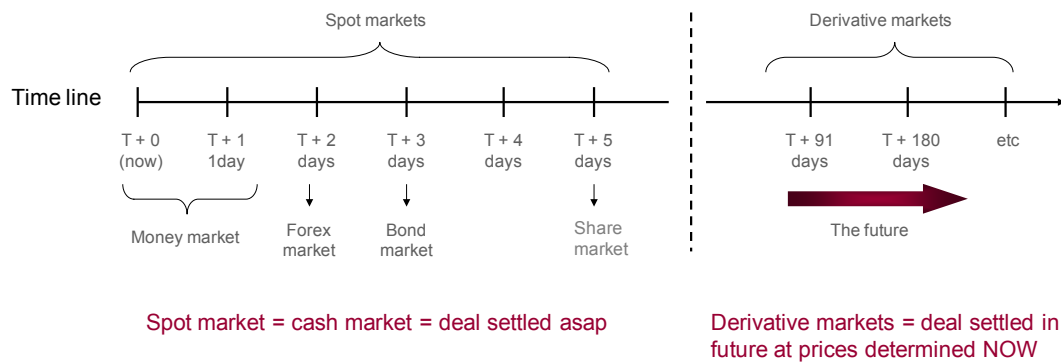 Spot markets
Derivative markets
Time line
T + 0
(now)
T + 1
1day
T + 2
days
T + 3
days
T + 4
days
T + 5
days
T + 91
days
T + 180
days
etc
Money market
Forex
market
Bond
market
Share
market
The future
Spot market = cash market = deal settled asap
Derivative markets = deal settled in
future at prices determined NOW